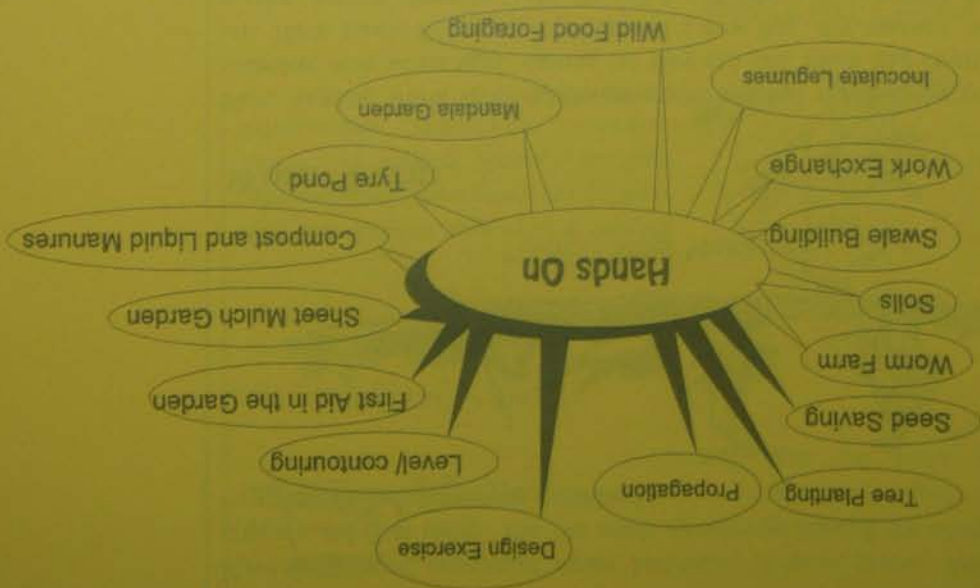 Design Exercise
Tree Planting
Propagation
Level/ contouring
Seed Saving
First Aid in the Garden
Worm Farm
Sheet Mulch Garden
Soils
Hands On
Swale Building
Compost and Liquid Manures
Tyre Pond
Work Exchange
Mandala Garden
Inoculate Legumes
Wild Food Foraging